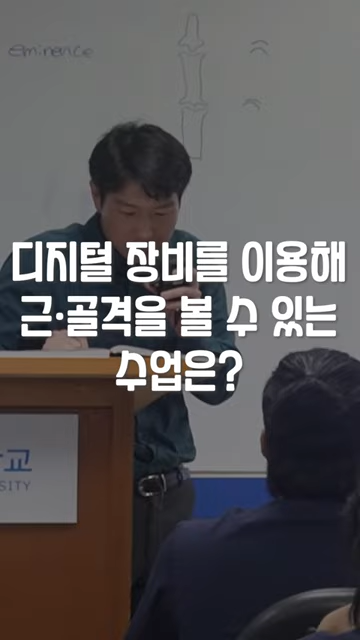 eminence
디지털 장비를 이용해
근·골격을 볼 수 있는
수업은?
교
SITY